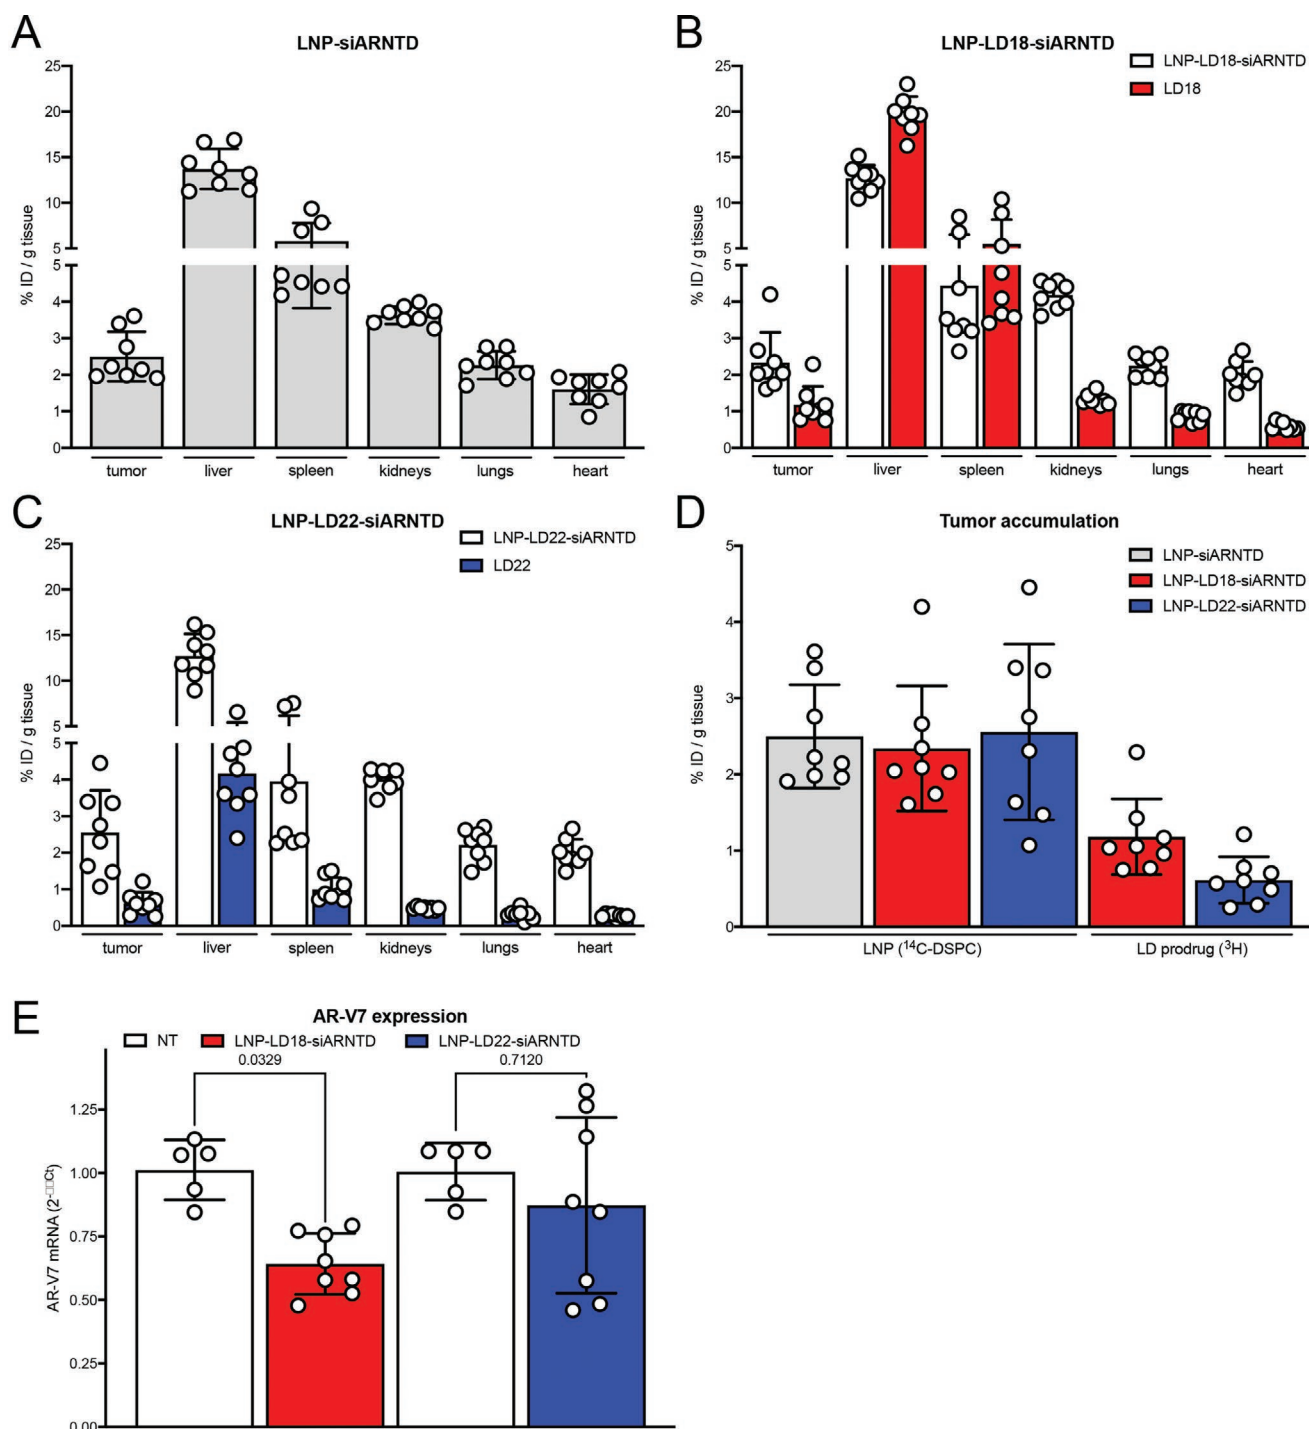 A
LNP-siARNTD
% ID / g tissue
25
20
15
10
5
5
4
3
2
1
0
tumor liver spleen kidneys lungs heart
B
LNP-LD18-siARNTD
LNP-LD18-siARNTD
LD18
% ID / g tissue
25
20
15
10
5
5
4
3
2
1
0
tumor liver spleen kidneys lungs heart
C
LNP-LD22-siARNTD
LNP-LD22-siARNTD
LD22
% ID / g tissue
25
20
15
10
5
5
4
3
2
1
0
tumor liver spleen kidneys lungs heart
D
Tumor accumulation
LNP-siARNTD
LNP-LD18-siARNTD
LNP-LD22-siARNTD
% ID / g tissue
5
4
3
2
1
0
LNP (¹⁴C-DSPC) LD prodrug (³H)
E
AR-V7 expression
NT LNP-LD18-siARNTD LNP-LD22-siARNTD
0.0329 0.7120
AR-V7 mRNA (2^-□□Ct)
1.25
1.00
0.75
0.50
0.25
0.00